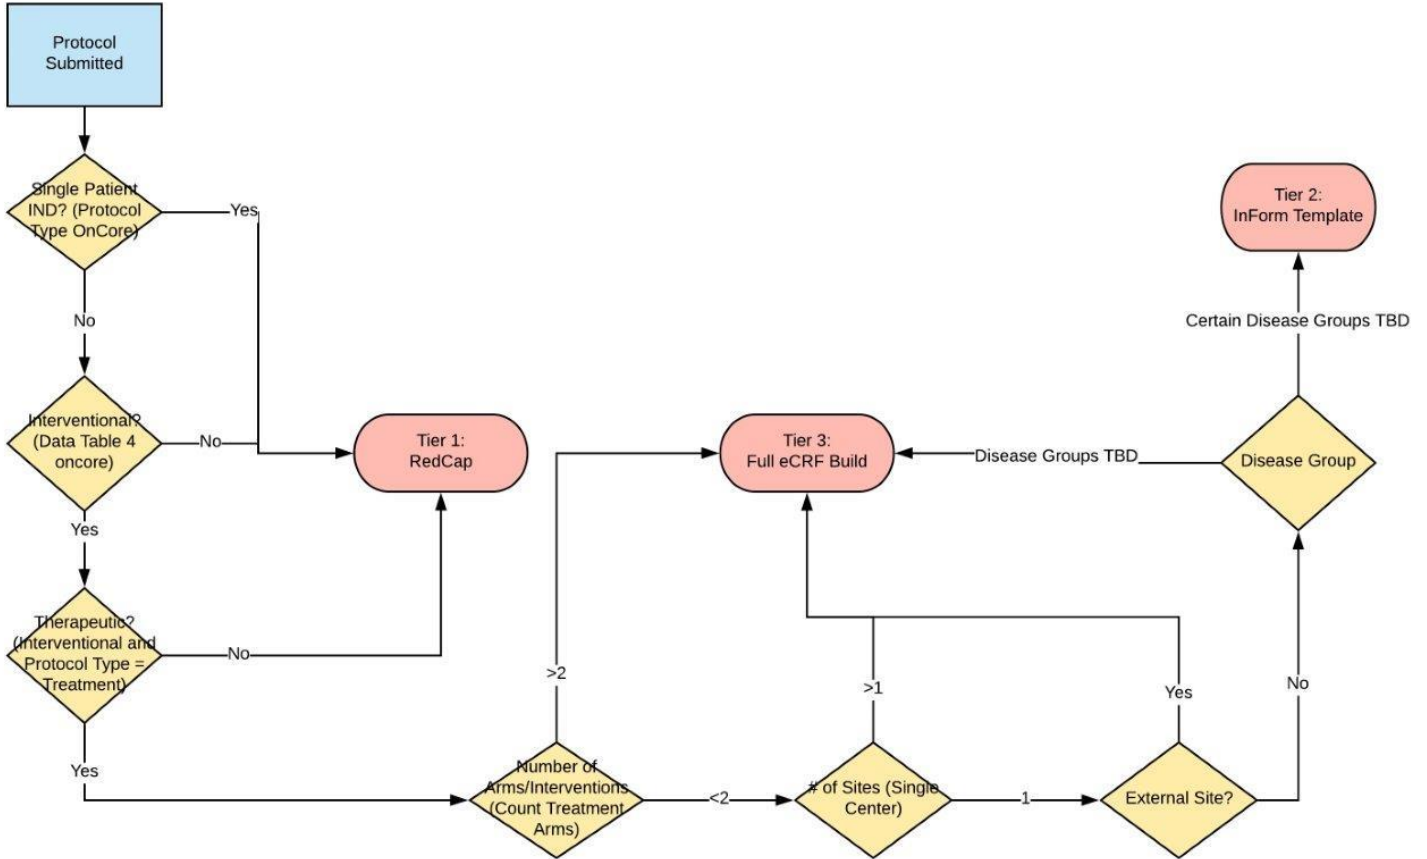 Protocol
Submitted
Single Patient
IND? (Protocol
Type OnCore)
Yes
No
Interventional?
(Data Table 4
oncore)
No
Yes
Therapeutic?
(Interventional and
Protocol Type =
Treatment)
No
Yes
Tier 1:
RedCap
Number of
Arms/Interventions
(Count Treatment
Arms)
>2
<2
# of Sites (Single
Center)
>1
1
External Site?
Yes
No
Tier 3:
Full eCRF Build
Disease Groups TBD
Disease Group
Certain Disease Groups TBD
Tier 2:
InForm Template